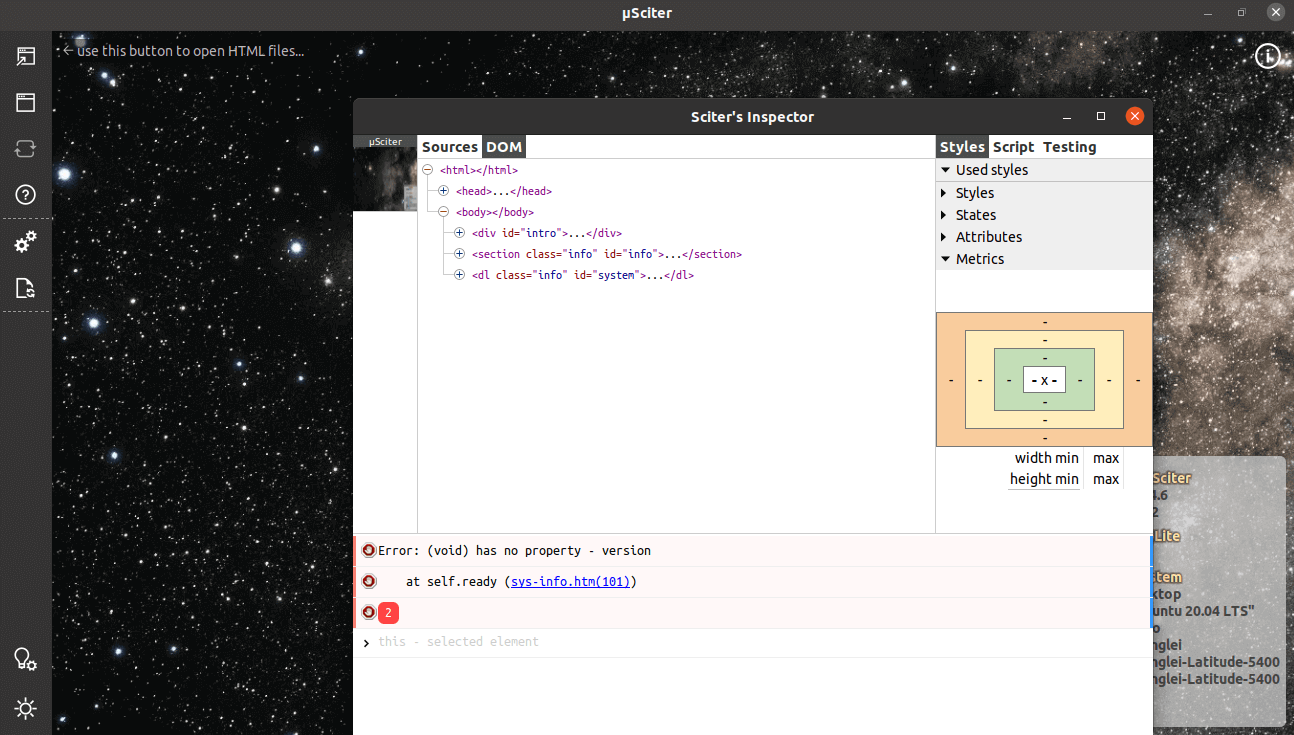 μSciter
← use this button to open HTML files...
Sciter's Inspector
μSciter
Sources DOM
Styles Script Testing
<html></html>
<head>...</head>
<body></body>
<div id="intro">...</div>
<section class="info" id="info">...</section>
<dl class="info" id="system">...</dl>
Used styles
Styles
States
Attributes
Metrics
-
-
-
- - - - x - - - -
-
-
-
width min max
height min max
Sciter
4.6
2
Lite
stem
ktop
untu 20.04 LTS"
o
nglei
nglei-Latitude-5400
nglei-Latitude-5400
Error: (void) has no property - version
at self.ready (sys-info.htm(101))
2
> this - selected element